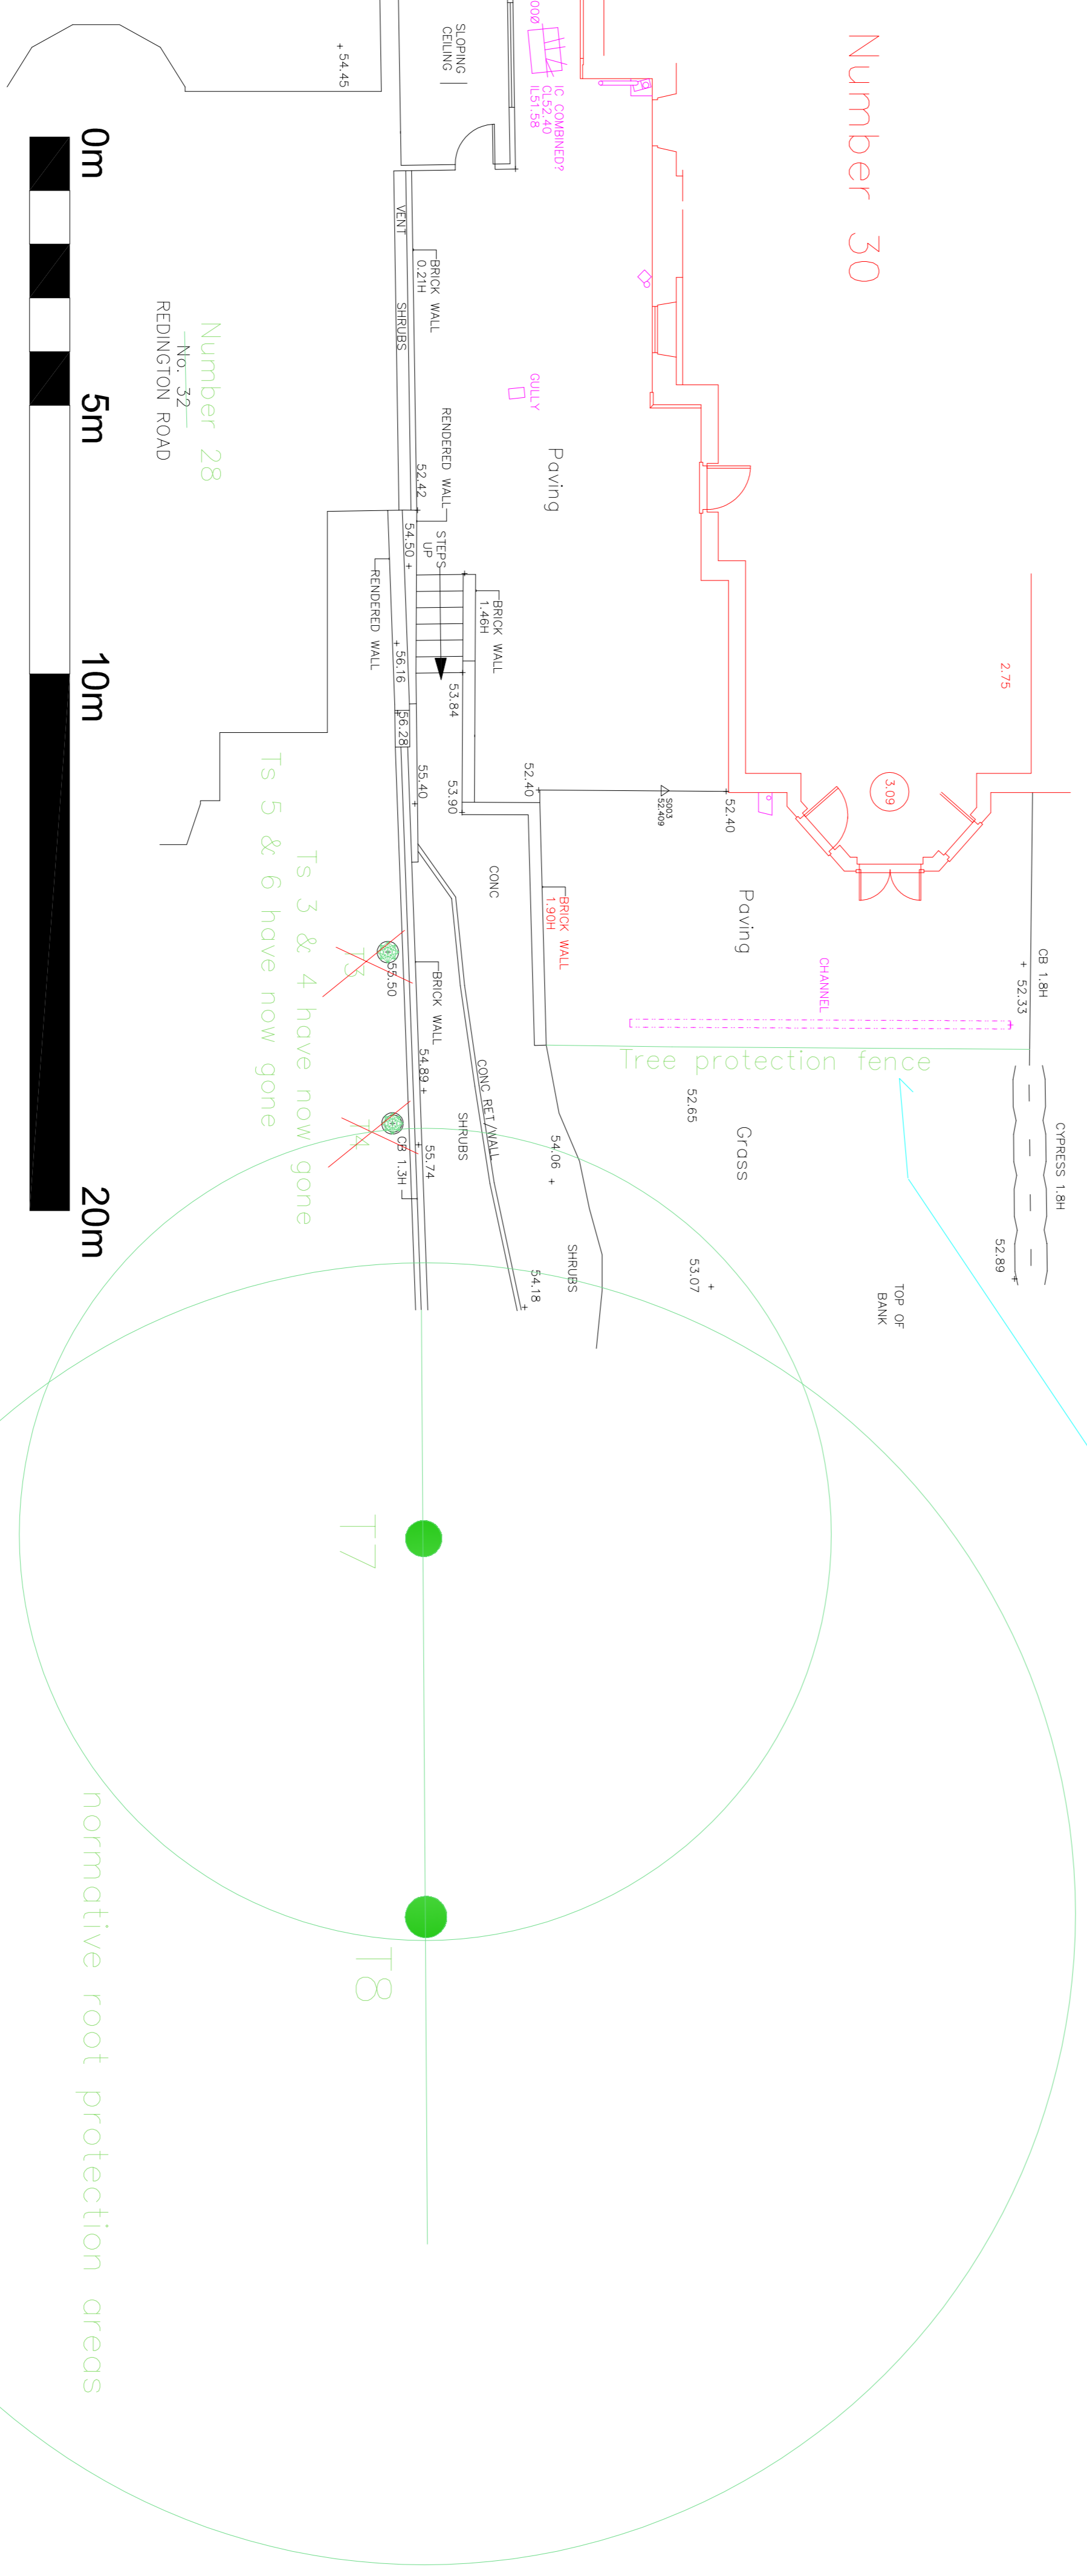 Number 30
2.75
3.09
SLOPING
CEILING
+ 54.45
IC COMBINED?
CL52.40
IL51.58
VENT
BRICK WALL
0.21H
SHRUBS
GULLY
Paving
RENDERED WALL
52.42
54.50 +
STEPS
UP
BRICK WALL
1.46H
RENDERED WALL
+ 56.16
53.84
56.28
55.40
53.90
52.40
S003
52.409
52.40
Number 28
No. 32
REDINGTON ROAD
CONC
BRICK WALL
1.90H
Paving
CHANNEL
CB 1.8H
+ 52.33
T3
55.50
BRICK WALL
54.89 +
CONC RET/WALL
Tree protection fence
52.65
Grass
CYPRESS 1.8H
52.89
T4
CB 1.3H
55.74
SHRUBS
54.06 +
54.18
SHRUBS
53.07 +
TOP OF
BANK
Ts 3 & 4 have now gone
Ts 5 & 6 have now gone
T7
T8
normative root protection areas
0m
5m
10m
20m